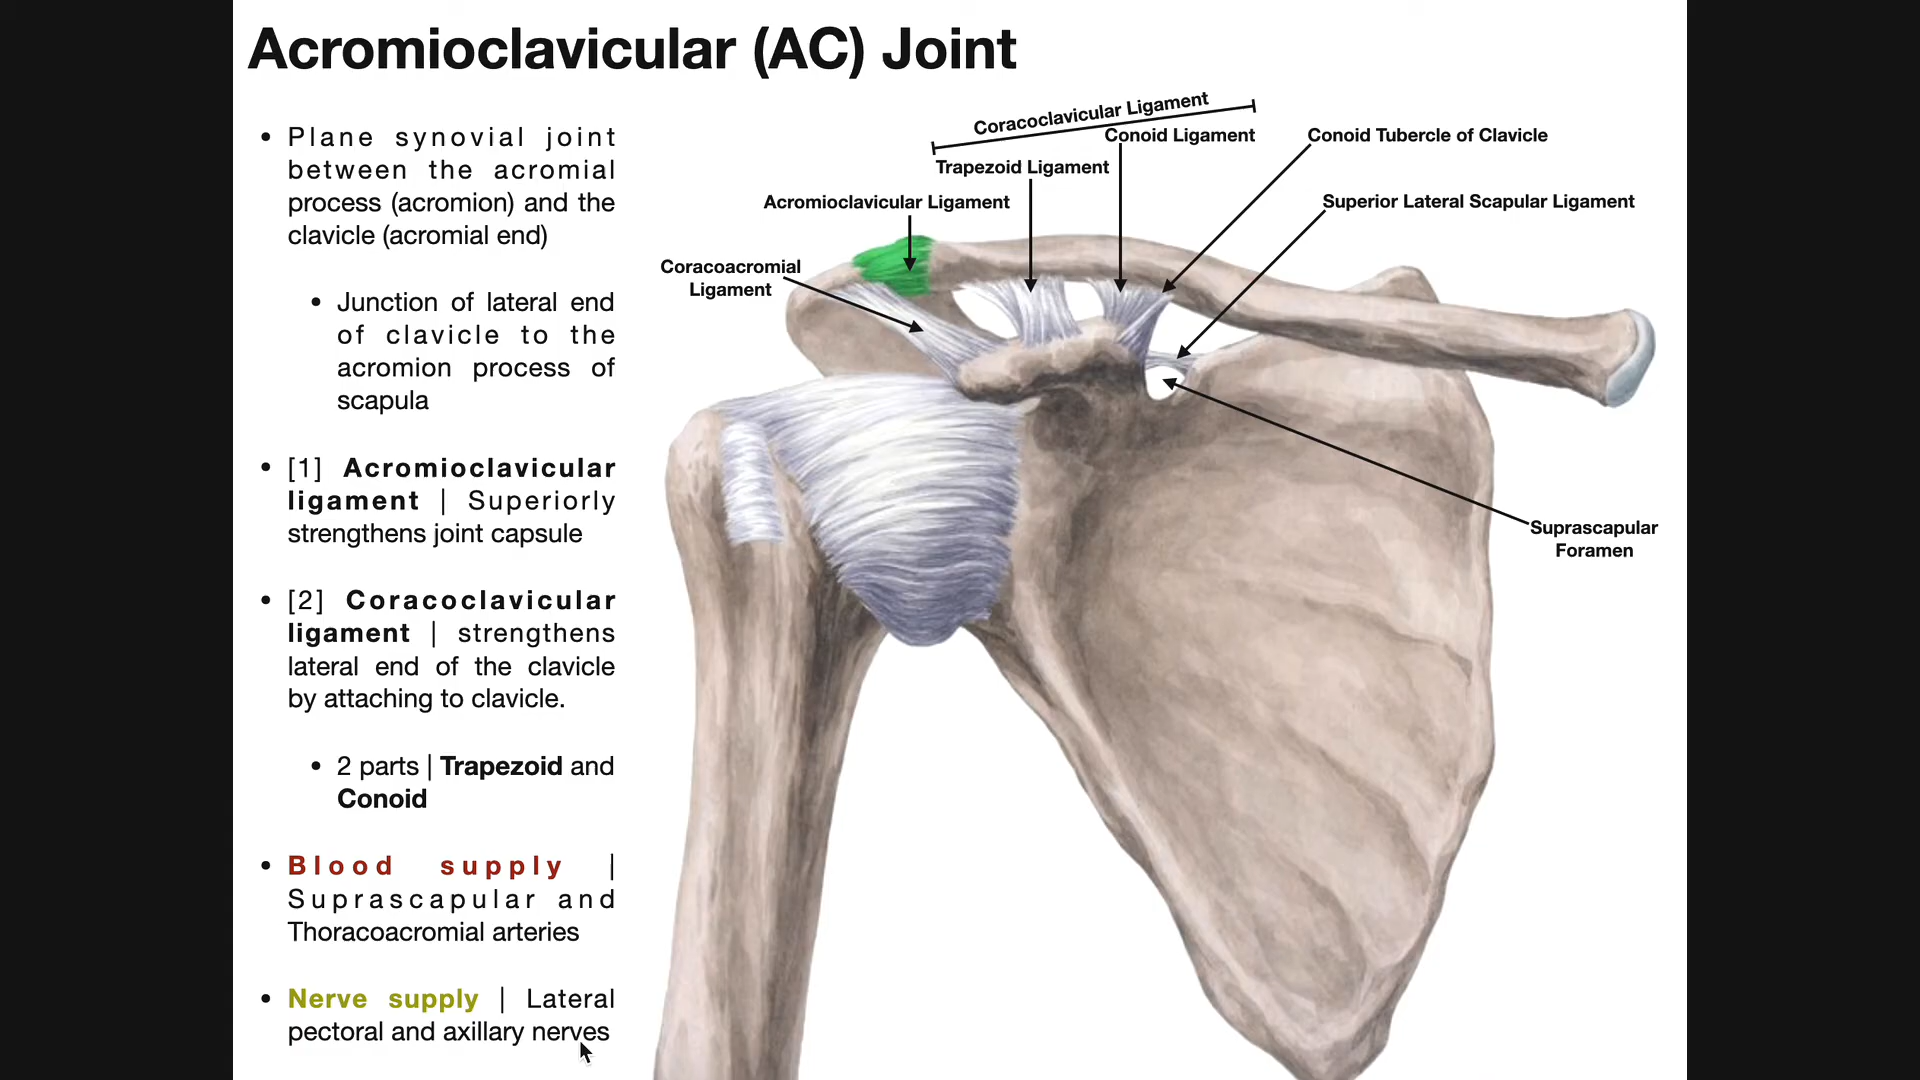 Acromioclavicular (AC) Joint
• Plane synovial joint
between the acromial
process (acromion) and the
clavicle (acromial end)
• Junction of lateral end
of clavicle to the
acromion process of
scapula
• [1] Acromioclavicular
ligament | Superiorly
strengthens joint capsule
• [2] Coracoclavicular
ligament | strengthens
lateral end of the clavicle
by attaching to clavicle.
• 2 parts | Trapezoid and
Conoid
• Blood supply |
Suprascapular and
Thoracoacromial arteries
• Nerve supply | Lateral
pectoral and axillary nerves
Coracoclavicular Ligament
Conoid Ligament
Conoid Tubercle of Clavicle
Trapezoid Ligament
Acromioclavicular Ligament
Superior Lateral Scapular Ligament
Coracoacromial
Ligament
Suprascapular
Foramen